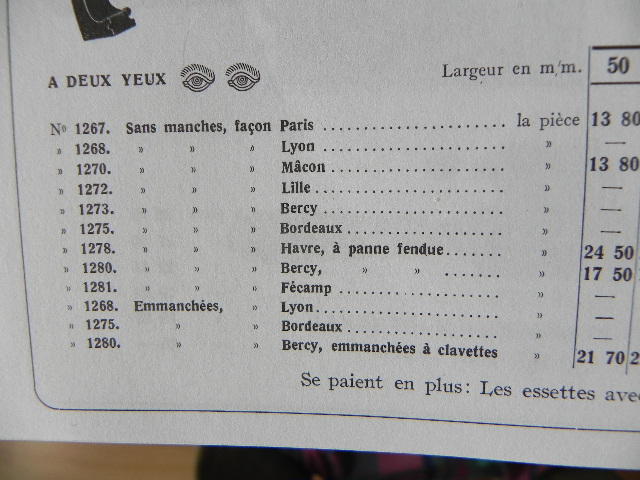 A DEUX YEUX Largeur en m/m. 50
Nº 1267. Sans manches, façon Paris ........................ la pièce 13 80
» 1268. » » » Lyon ........................ » —
» 1270. » » » Mâcon ........................ » 13 80
» 1272. » » » Lille ........................ » —
» 1273. » » » Bercy ........................ » —
» 1275. » » » Bordeaux ........................ » —
» 1278. » » » Havre, à panne fendue ....... » 24 50
» 1280. » » » Bercy, » » ....... » 17 50
» 1281. » » » Fécamp ........................ » —
» 1268. Emmanchées, » Lyon ........................ » —
» 1275. » » Bordeaux ........................ » —
» 1280. » » Bercy, emmanchées à clavettes » 21 70 2
Se paient en plus: Les essettes avec